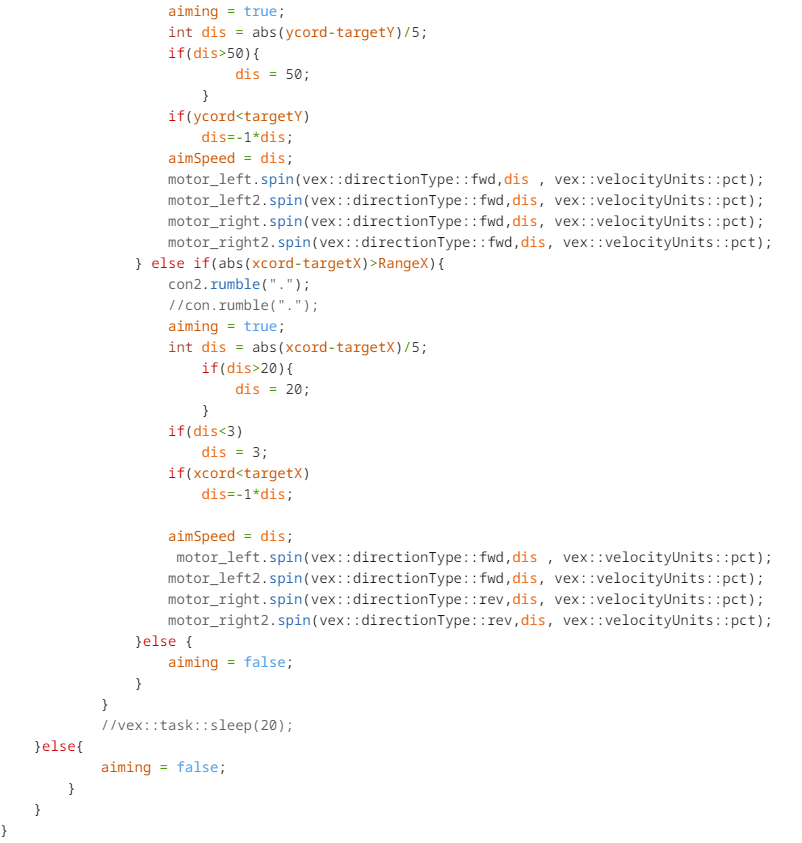 aiming = true;
int dis = abs(ycord-targetY)/5;
if(dis>50){
dis = 50;
}
if(ycord<targetY)
dis=-1*dis;
aimSpeed = dis;
motor_left.spin(vex::directionType::fwd,dis , vex::velocityUnits::pct);
motor_left2.spin(vex::directionType::fwd,dis, vex::velocityUnits::pct);
motor_right.spin(vex::directionType::fwd,dis, vex::velocityUnits::pct);
motor_right2.spin(vex::directionType::fwd,dis, vex::velocityUnits::pct);
} else if(abs(xcord-targetX)>RangeX){
con2.rumble(".");
//con.rumble(".");
aiming = true;
int dis = abs(xcord-targetX)/5;
if(dis>20){
dis = 20;
}
if(dis<3)
dis = 3;
if(xcord<targetX)
dis=-1*dis;
aimSpeed = dis;
motor_left.spin(vex::directionType::fwd,dis , vex::velocityUnits::pct);
motor_left2.spin(vex::directionType::fwd,dis, vex::velocityUnits::pct);
motor_right.spin(vex::directionType::rev,dis, vex::velocityUnits::pct);
motor_right2.spin(vex::directionType::rev,dis, vex::velocityUnits::pct);
}else {
aiming = false;
}
}
//vex::task::sleep(20);
}else{
aiming = false;
}
}
}